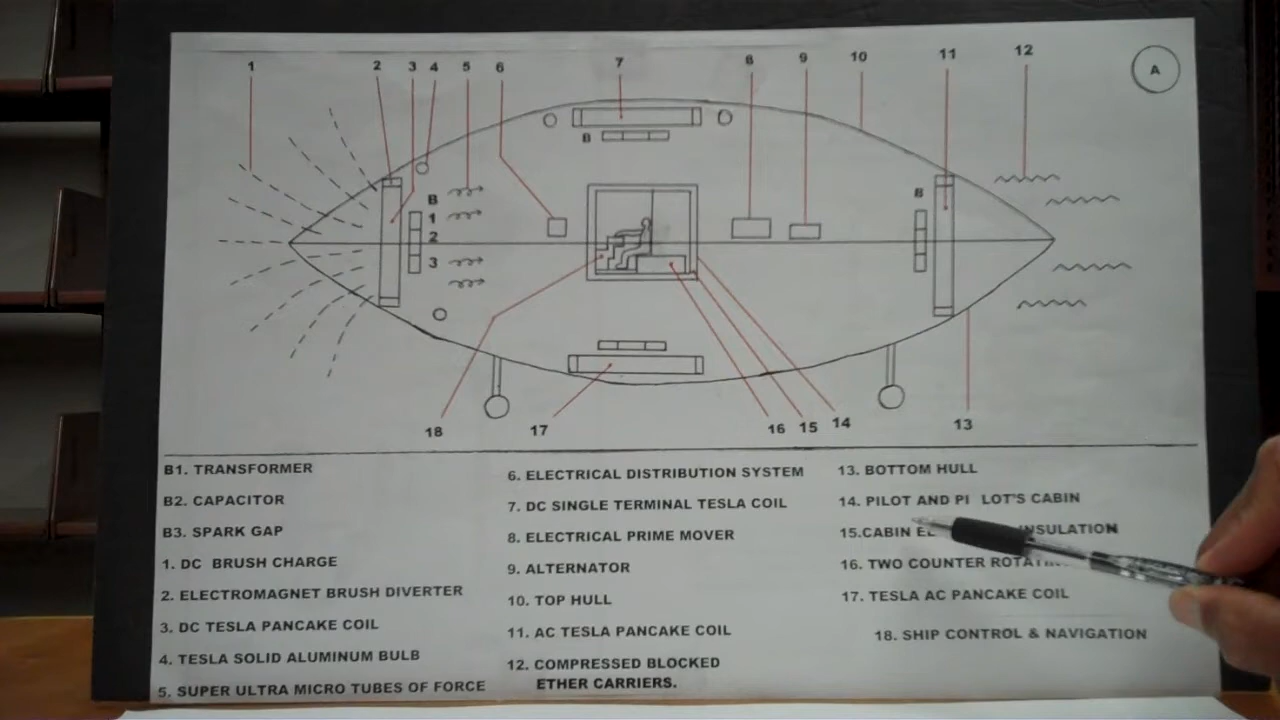 1 2 3 4 5 6 7 8 9 10 11 12
A
B
B
B
1
2
3
18 17 16 15 14 13
B1. TRANSFORMER
B2. CAPACITOR
B3. SPARK GAP
1. DC BRUSH CHARGE
2. ELECTROMAGNET BRUSH DIVERTER
3. DC TESLA PANCAKE COIL
4. TESLA SOLID ALUMINUM BULB
5. SUPER ULTRA MICRO TUBES OF FORCE
6. ELECTRICAL DISTRIBUTION SYSTEM
7. DC SINGLE TERMINAL TESLA COIL
8. ELECTRICAL PRIME MOVER
9. ALTERNATOR
10. TOP HULL
11. AC TESLA PANCAKE COIL
12. COMPRESSED BLOCKED
ETHER CARRIERS.
13. BOTTOM HULL
14. PILOT AND PI LOT'S CABIN
15.CABIN INSULATION
16. TWO COUNTER
17. TESLA AC PANCAKE COIL
18. SHIP CONTROL & NAVIGATION